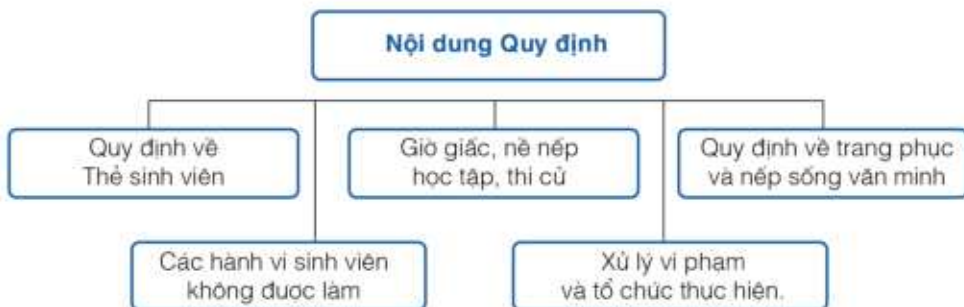 Nội dung Quy định
Quy định về
Thẻ sinh viên
Giờ giấc, nề nếp
học tập, thi cử
Quy định về trang phục
và nếp sống văn minh
Các hành vi sinh viên
không được làm
Xử lý vi phạm
và tổ chức thực hiện.